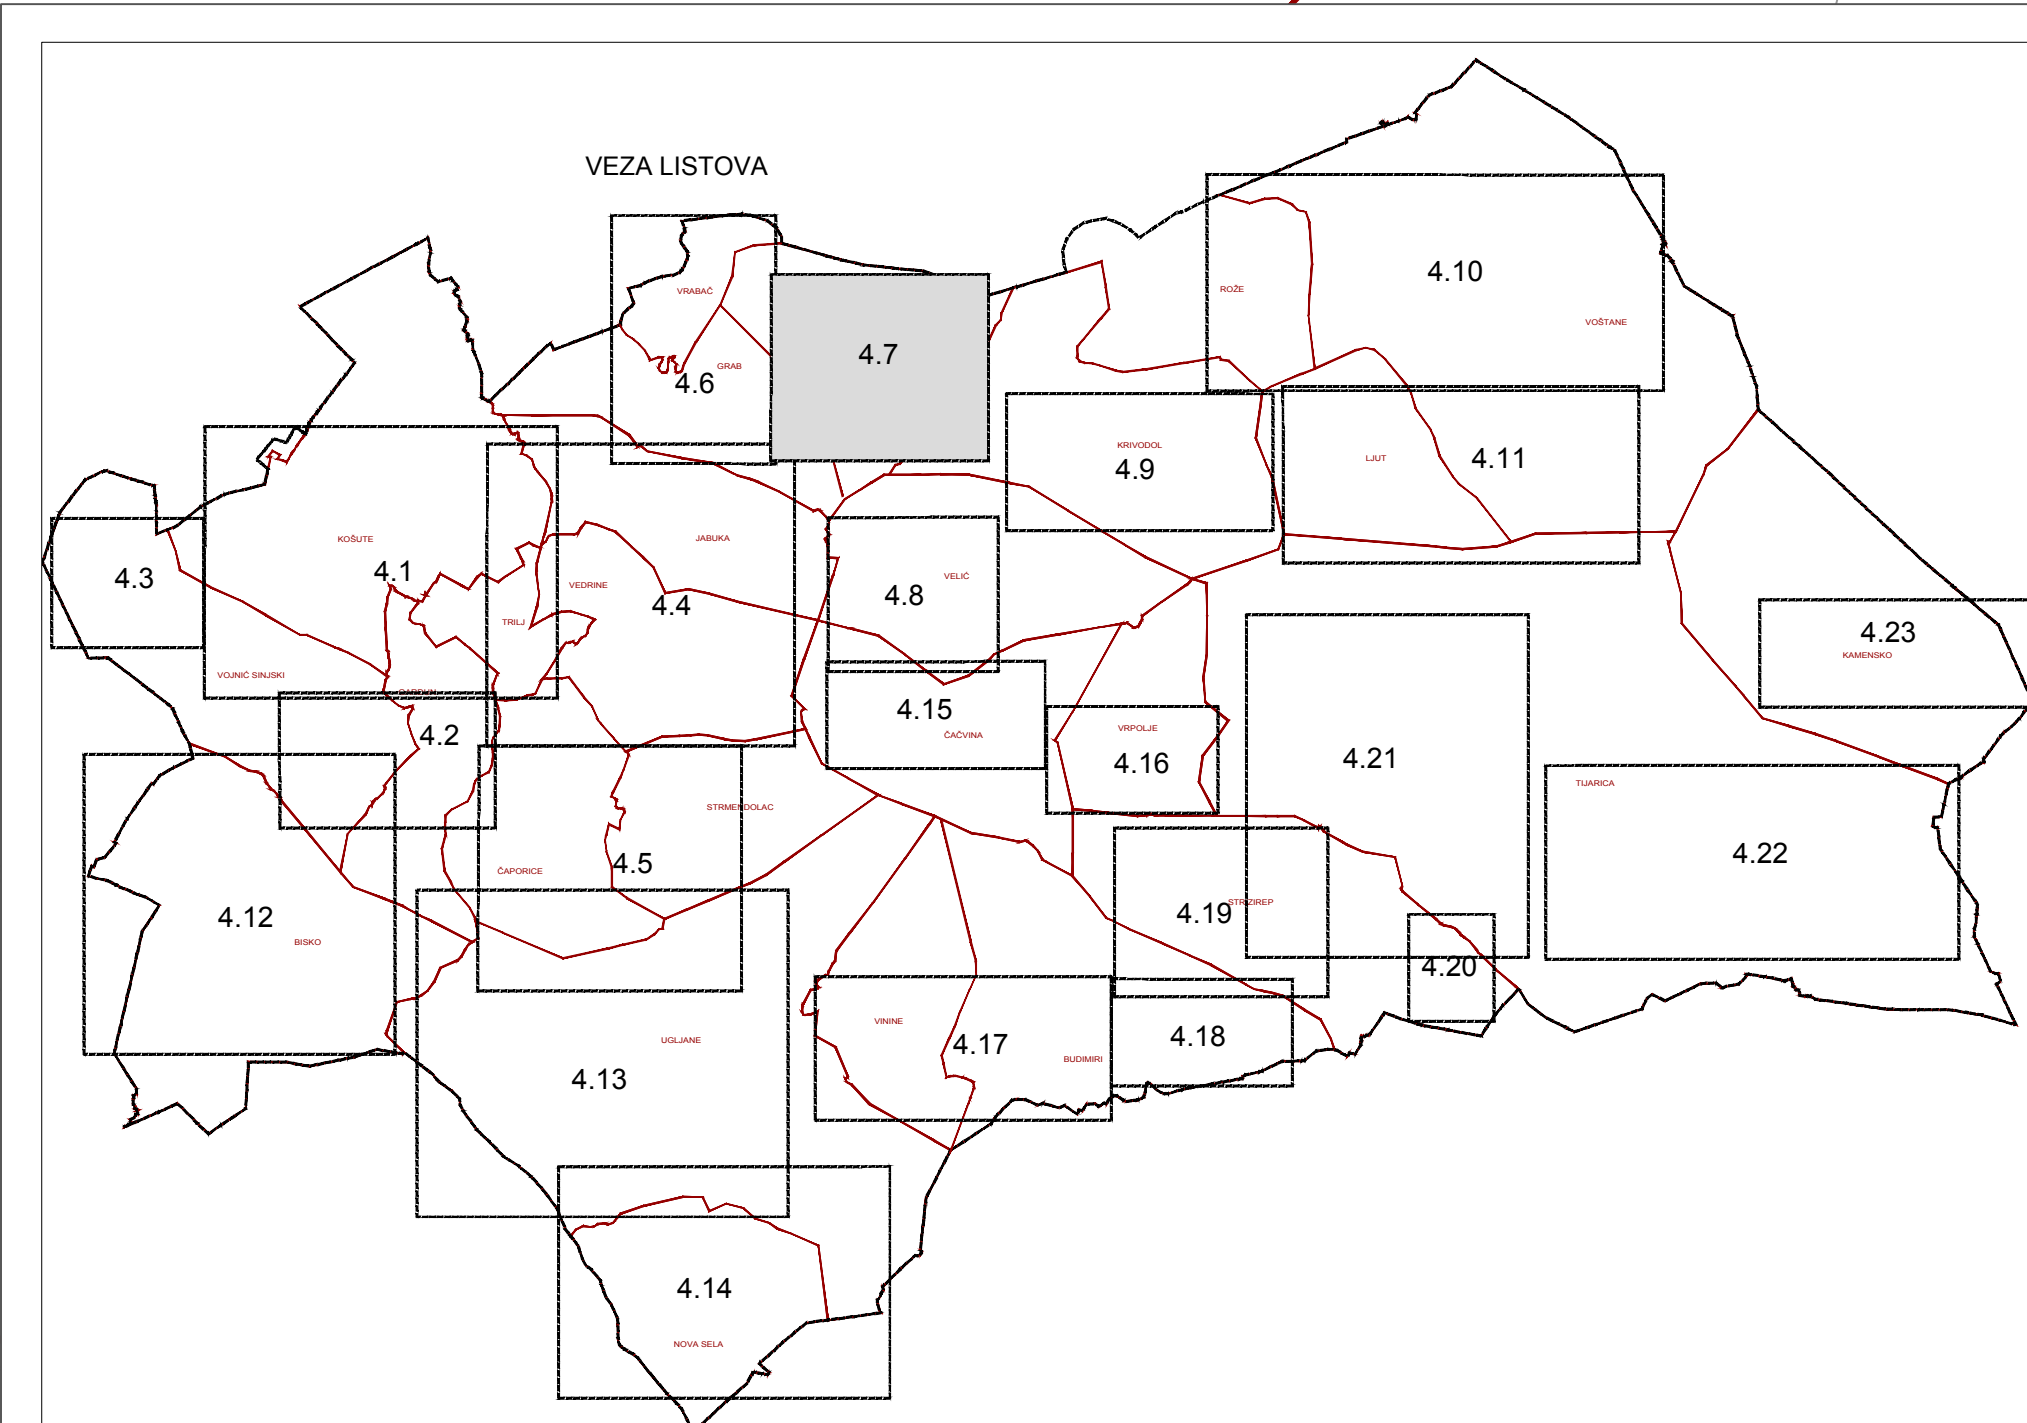 VEZA LISTOVA
4.10
VRABAČ
ROŽE
VOŠTANE
4.7
GRAB
4.6
KRIVODOL
4.9
LJUT
4.11
KOŠUTE
JABUKA
4.3
4.1
VEDRINE
4.4
VELIĆ
4.8
TRILJ
4.23
KAMENSKO
VOJNIĆ SINJSKI
GARDUN
4.2
4.15
ČAČVINA
VRPOLJE
4.16
4.21
TIJARICA
STRMENDOLAC
4.5
ČAPORICE
4.22
4.12
BISKO
4.19
STRIZIREP
4.20
VININE
UGLJANE
4.17
BUDIMIRI
4.18
4.13
4.14
NOVA SELA